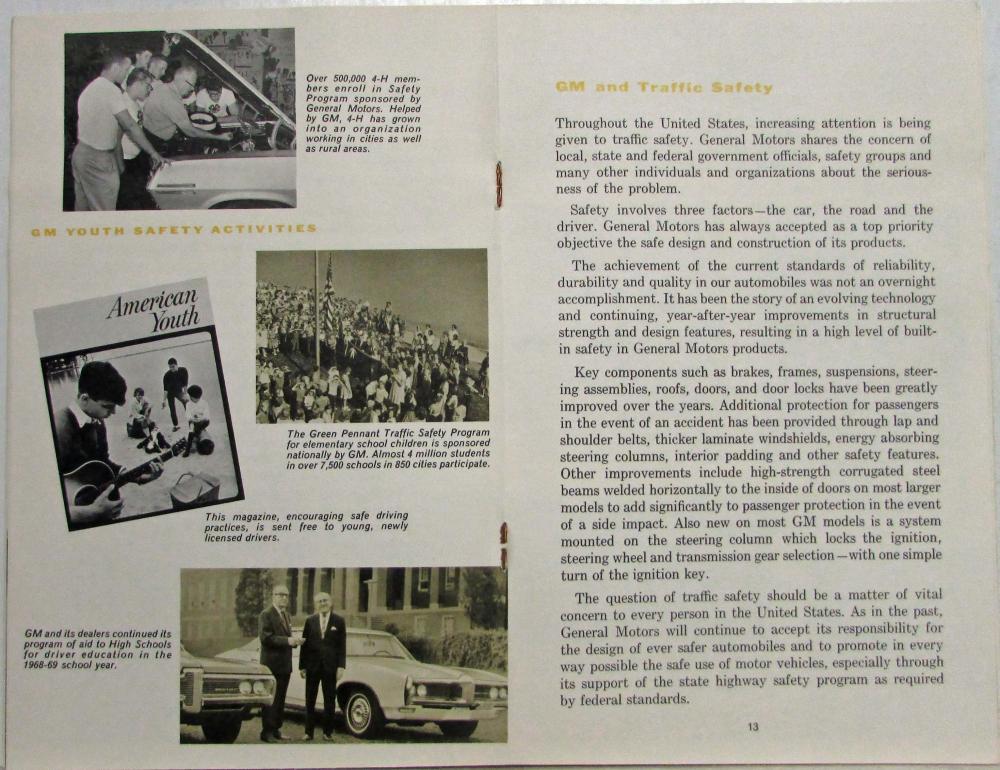 Over 500,000 4-H mem-
bers enroll in Safety
Program sponsored by
General Motors. Helped
by GM, 4-H has grown
into an organization
working in cities as well
as rural areas.
GM YOUTH SAFETY ACTIVITIES
American
Youth
The Green Pennant Traffic Safety Program
for elementary school children is sponsored
nationally by GM. Almost 4 million students
in over 7,500 schools in 850 cities participate.
This magazine, encouraging safe driving
practices, is sent free to young, newly
licensed drivers.
GM and its dealers continued its
program of aid to High Schools
for driver education in the
1968-69 school year.
GM and Traffic Safety
Throughout the United States, increasing attention is being
given to traffic safety. General Motors shares the concern of
local, state and federal government officials, safety groups and
many other individuals and organizations about the serious-
ness of the problem.
Safety involves three factors—the car, the road and the
driver. General Motors has always accepted as a top priority
objective the safe design and construction of its products.
The achievement of the current standards of reliability,
durability and quality in our automobiles was not an overnight
accomplishment. It has been the story of an evolving technology
and continuing, year-after-year improvements in structural
strength and design features, resulting in a high level of built-
in safety in General Motors products.
Key components such as brakes, frames, suspensions, steer-
ing assemblies, roofs, doors, and door locks have been greatly
improved over the years. Additional protection for passengers
in the event of an accident has been provided through lap and
shoulder belts, thicker laminate windshields, energy absorbing
steering columns, interior padding and other safety features.
Other improvements include high-strength corrugated steel
beams welded horizontally to the inside of doors on most larger
models to add significantly to passenger protection in the event
of a side impact. Also new on most GM models is a system
mounted on the steering column which locks the ignition,
steering wheel and transmission gear selection—with one simple
turn of the ignition key.
The question of traffic safety should be a matter of vital
concern to every person in the United States. As in the past,
General Motors will continue to accept its responsibility for
the design of ever safer automobiles and to promote in every
way possible the safe use of motor vehicles, especially through
its support of the state highway safety program as required
by federal standards.
13